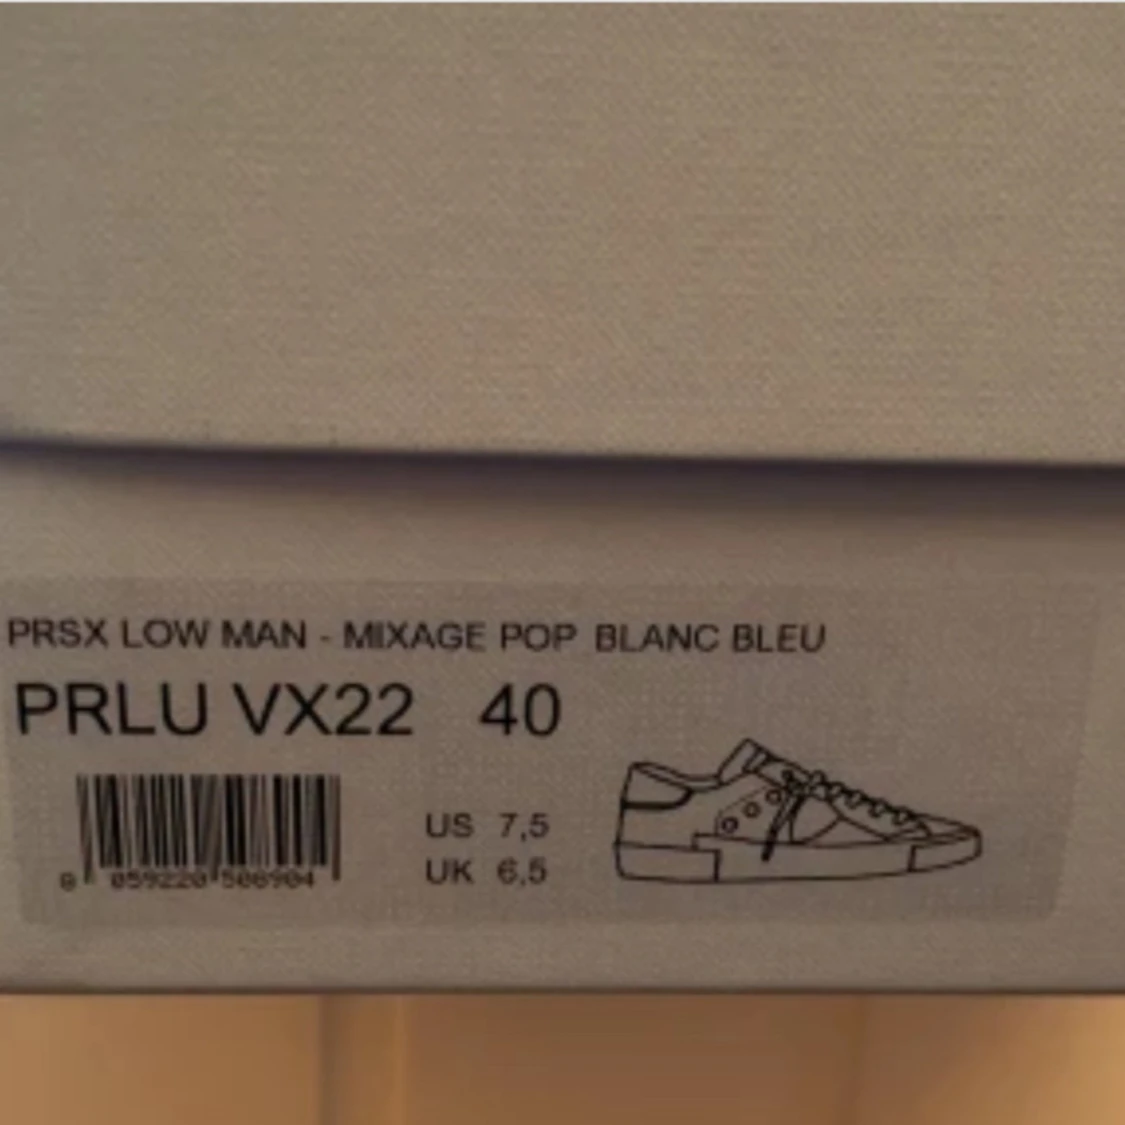 PRSX LOW MAN - MIXAGE POP BLANC BLEU
PRLU VX22 40
US 7,5
UK 6,5